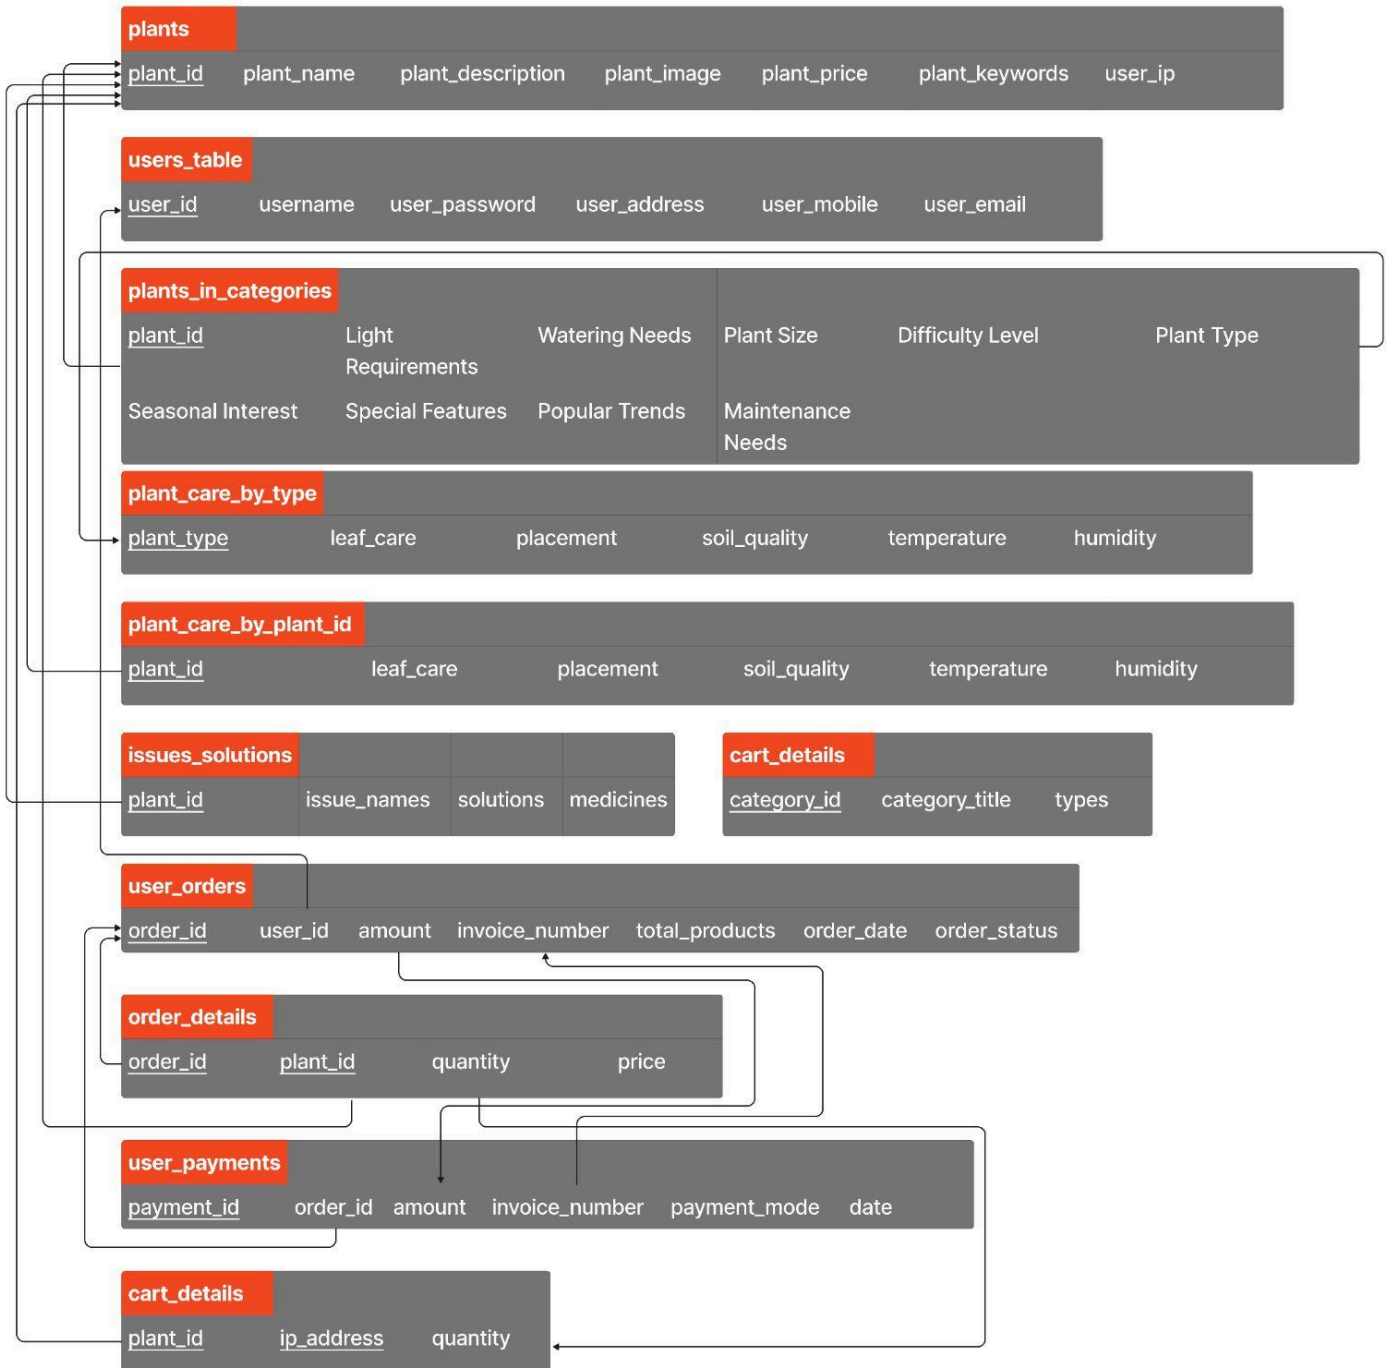 plants
plant_id plant_name plant_description plant_image plant_price plant_keywords user_ip
users_table
user_id username user_password user_address user_mobile user_email
plants_in_categories
plant_id Light Requirements Watering Needs Plant Size Difficulty Level Plant Type
Seasonal Interest Special Features Popular Trends Maintenance Needs
plant_care_by_type
plant_type leaf_care placement soil_quality temperature humidity
plant_care_by_plant_id
plant_id leaf_care placement soil_quality temperature humidity
issues_solutions
plant_id issue_names solutions medicines
cart_details
category_id category_title types
user_orders
order_id user_id amount invoice_number total_products order_date order_status
order_details
order_id plant_id quantity price
user_payments
payment_id order_id amount invoice_number payment_mode date
cart_details
plant_id ip_address quantity